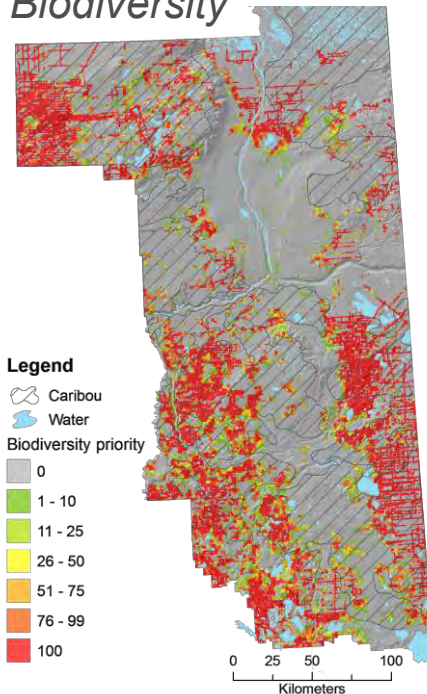 Biodiversity
Legend
Caribou
Water
Biodiversity priority
0
1 - 10
11 - 25
26 - 50
51 - 75
76 - 99
100
0 25 50 100
Kilometers